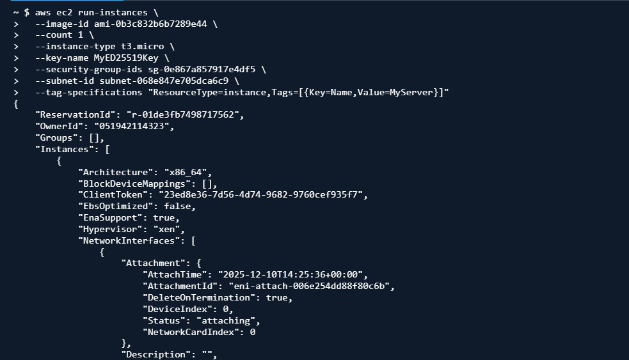 ~ $ aws ec2 run-instances \
>   --image-id ami-0b3c832b6b7289e44 \
>   --count 1 \
>   --instance-type t3.micro \
>   --key-name MyED25519Key \
>   --security-group-ids sg-0e867a857917e4df5 \
>   --subnet-id subnet-068e847e705dca6c9 \
>   --tag-specifications "ResourceType=instance,Tags=[{Key=Name,Value=MyServer}]"
{
    "ReservationId": "r-01de3fb7498717562",
    "OwnerId": "051942114323",
    "Groups": [],
    "Instances": [
        {
            "Architecture": "x86_64",
            "BlockDeviceMappings": [],
            "ClientToken": "23ed8e36-7d56-4d74-9682-9760cef935f7",
            "EbsOptimized": false,
            "EnaSupport": true,
            "Hypervisor": "xen",
            "NetworkInterfaces": [
                {
                    "Attachment": {
                        "AttachTime": "2025-12-10T14:25:36+00:00",
                        "AttachmentId": "eni-attach-006e254dd88f80c6b",
                        "DeleteOnTermination": true,
                        "DeviceIndex": 0,
                        "Status": "attaching",
                        "NetworkCardIndex": 0
                    },
                    "Description": "",